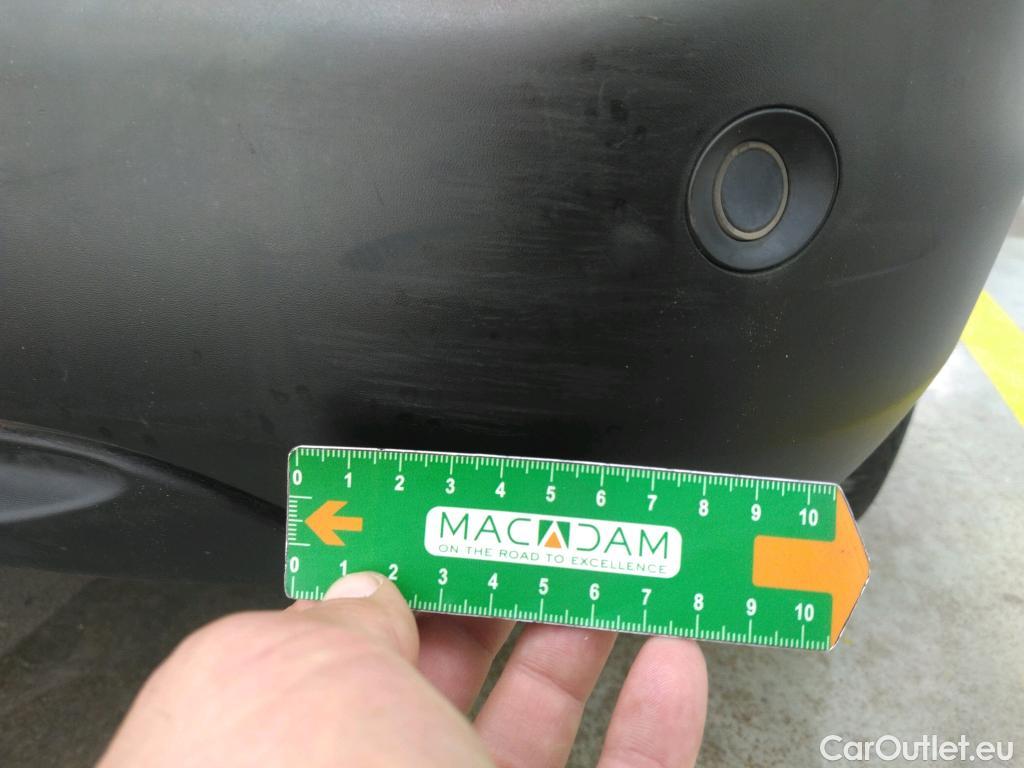 0 1 2 3 4 5 6 7 8 9 10
MACADAM
ON THE ROAD TO EXCELLENCE
0 1 2 3 4 5 6 7 8 9 10
CarOutlet.eu